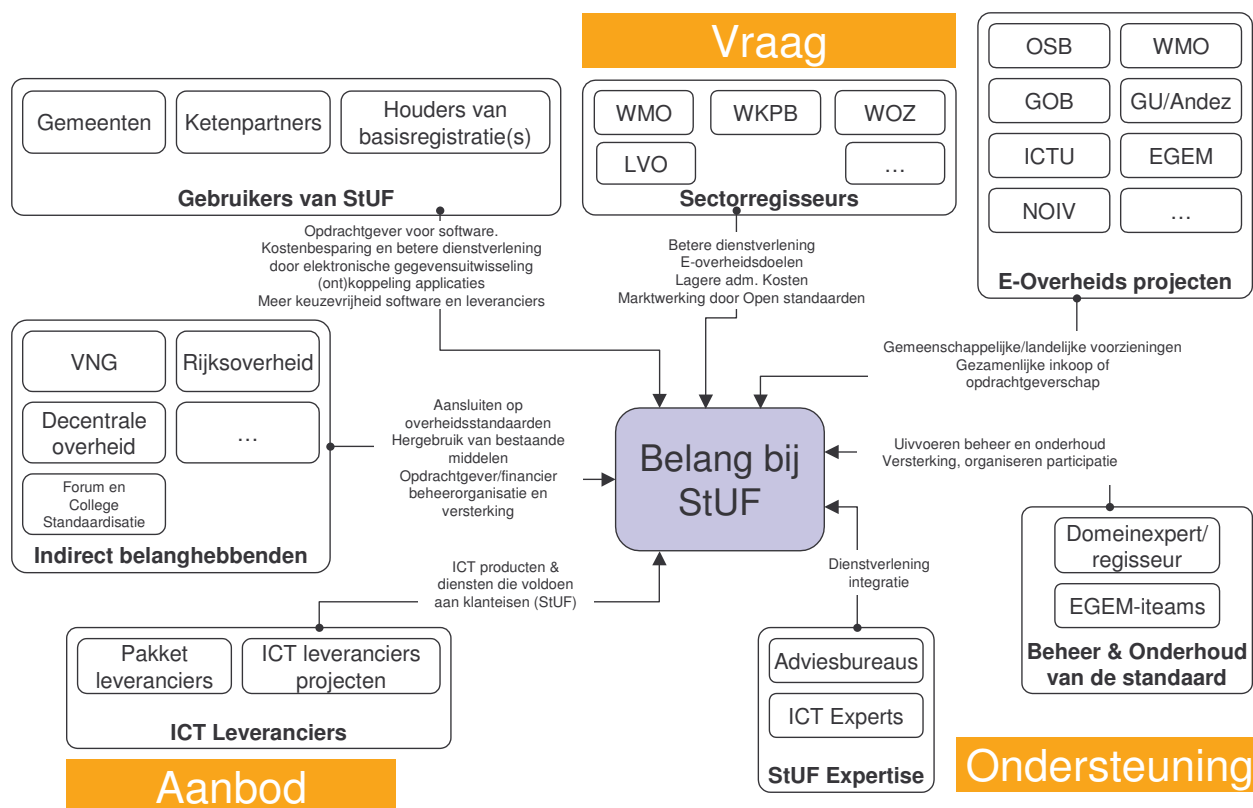 Vraag
Gemeenten
Ketenpartners
Houders van
basisregistratie(s)
Gebruikers van StUF
WMO
WKPB
WOZ
LVO
...
Sectorregisseurs
OSB
WMO
GOB
GU/Andez
ICTU
EGEM
NOIV
...
E-Overheids projecten
Opdrachtgever voor software.
Kostenbesparing en betere dienstverlening
door elektronische gegevensuitwisseling
(ont)koppeling applicaties
Meer keuzevrijheid software en leveranciers
Betere dienstverlening
E-overheidsdoelen
Lagere adm. Kosten
Marktwerking door Open standaarden
Gemeenschappelijke/landelijke voorzieningen
Gezamenlijke inkoop of
opdrachtgeverschap
VNG
Rijksoverheid
Decentrale
overheid
...
Forum en
College
Standaardisatie
Indirect belanghebbenden
Aansluiten op
overheidsstandaarden
Hergebruik van bestaande
middelen
Opdrachtgever/financier
beheerorganisatie en
versterking
Belang bij
StUF
Uivvoeren beheer en onderhoud
Versterking, organiseren participatie
Domeinexpert/
regisseur
EGEM-iteams
Beheer & Onderhoud
van de standaard
ICT producten &
diensten die voldoen
aan klanteisen (StUF)
Dienstverlening
integratie
Pakket
leveranciers
ICT leveranciers
projecten
ICT Leveranciers
Adviesbureaus
ICT Experts
StUF Expertise
Aanbod
Ondersteuning